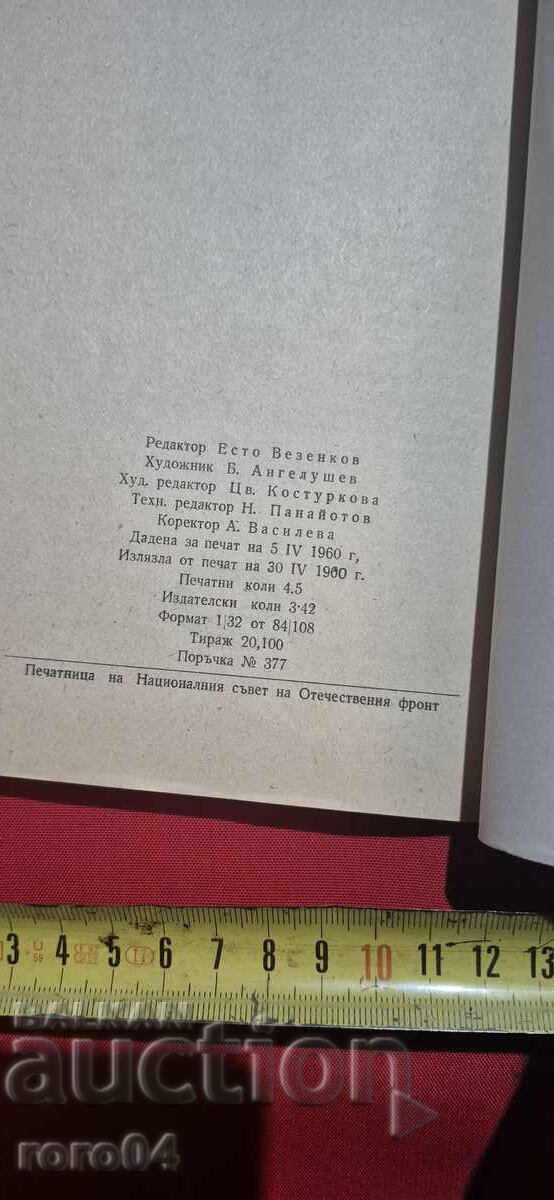 Редактор Есто Везенков
Художник Б. Ангелушев
Худ. редактор Цв. Костуркова
Техн. редактор Н. Панайотов
Коректор А. Василева
Дадена за печат на 5 IV 1960 г,
Излязла от печат на 30 IV 1960 г.
Печатни коли 4.5
Издателски коли 3·42
Формат 1|32 от 84|108
Тираж 20,100
Поръчка № 377
Печатница на Националния съвет на Отечествения фронт
3 4 5 6 7 8 9 10 11 12 13
BALKAN
auction
roro04